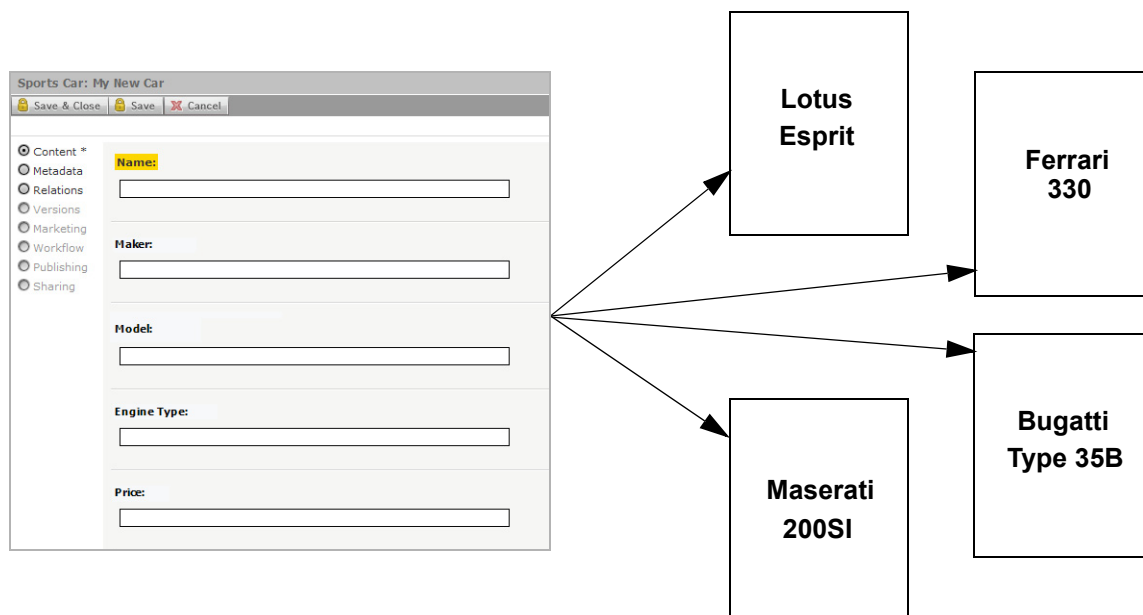 Sports Car: My New Car
Save & Close Save Cancel
Content *
Metadata
Relations
Versions
Marketing
Workflow
Publishing
Sharing
Name:
Maker:
Model:
Engine Type:
Price:
Lotus
Esprit
Ferrari
330
Bugatti
Type 35B
Maserati
200SI